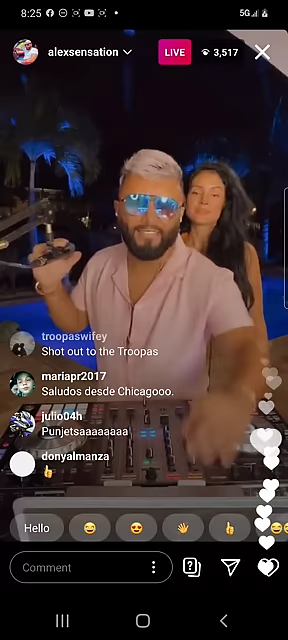 8:25
5G
alexsensation
LIVE
3,517
troopaswifey
Shot out to the Troopas
mariapr2017
Saludos desde Chicagooo.
julio04h
Punjetsaaaaaaa
donyalmanza
Hello
Comment